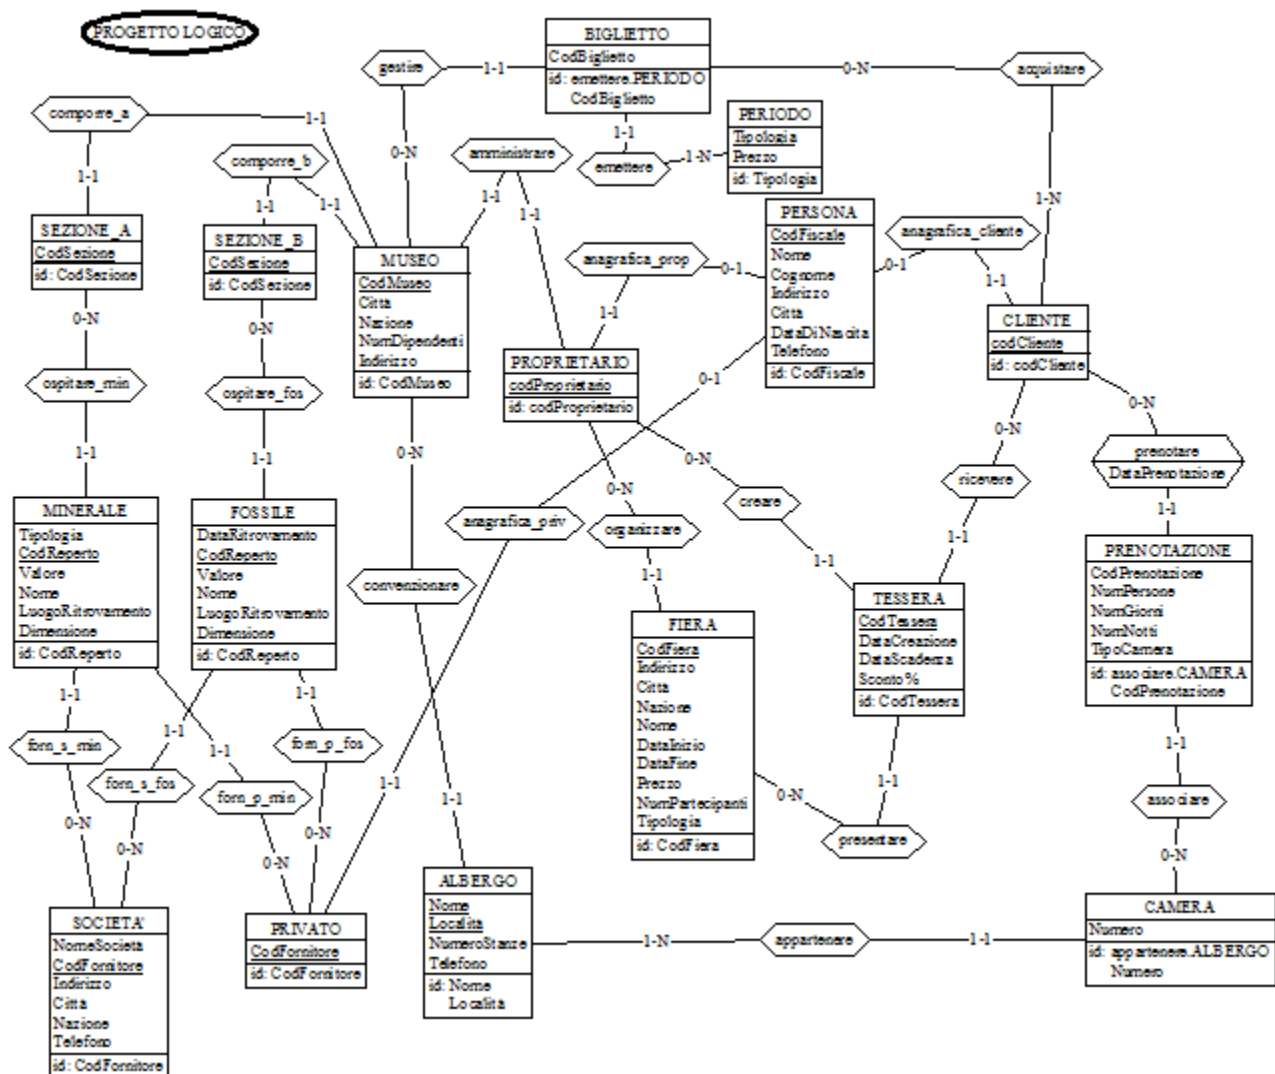 PROGETTO LOGICO
BIGLIETTO
CodBiglietto
id: emettere.PERIODO
CodBiglietto
gestire
1-1
0-N
acquistare
comporre_a
1-1
PERIODO
Tipologia
Prezzo
id: Tipologia
1-1
emettere
1-N
0-N
amministrare
comporre_b
1-1
1-1
1-1
1-1
1-1
1-N
SEZIONE_A
CodSezione
id: CodSezione
SEZIONE_B
CodSezione
id: CodSezione
MUSEO
CodMuseo
Città
Nazione
NumDipendenti
Indirizzo
id: CodMuseo
PERSONA
CodFiscale
Nome
Cognome
Indirizzo
Città
DataDiNascita
Telefono
id: CodFiscale
anagrafica_cliente
0-1
1-1
anagrafica_prop
0-1
1-1
CLIENTE
codCliente
id: codCliente
PROPRIETARIO
codProprietario
id: codProprietario
0-N
0-N
ospitare_min
ospitare_fos
0-1
0-N
0-N
1-1
1-1
0-N
0-N
0-N
prenotare
DataPrenotazione
ricevere
creare
organizzare
anagrafica_priv
1-1
MINERALE
Tipologia
CodReperto
Valore
Nome
LuogoRitrovamento
Dimensione
id: CodReperto
FOSSILE
DataRitrovamento
CodReperto
Valore
Nome
LuogoRitrovamento
Dimensione
id: CodReperto
convenzionare
1-1
1-1
1-1
PRENOTAZIONE
CodPrenotazione
NumPersone
NumGiorni
NumNotti
TipoCamera
id: associare.CAMERA
CodPrenotazione
TESSERA
CodTessera
DataCreazione
DataScadenza
Sconto%
id: CodTessera
FIERA
CodFiera
Indirizzo
Città
Nazione
Nome
DataInizio
DataFine
Prezzo
NumPartecipanti
Tipologia
id: CodFiera
1-1
1-1
1-1
1-1
forn_s_min
forn_s_fos
forn_p_min
forn_p_fos
1-1
1-1
1-1
1-1
0-N
presentare
associare
0-N
0-N
0-N
0-N
0-N
SOCIETA'
NomeSocietà
CodFornitore
Indirizzo
Città
Nazione
Telefono
id: CodFornitore
PRIVATO
CodFornitore
id: CodFornitore
ALBERGO
Nome
Località
NumeroStanze
Telefono
id: Nome
Località
1-N
appartenere
1-1
CAMERA
Numero
id: appartenere.ALBERGO
Numero